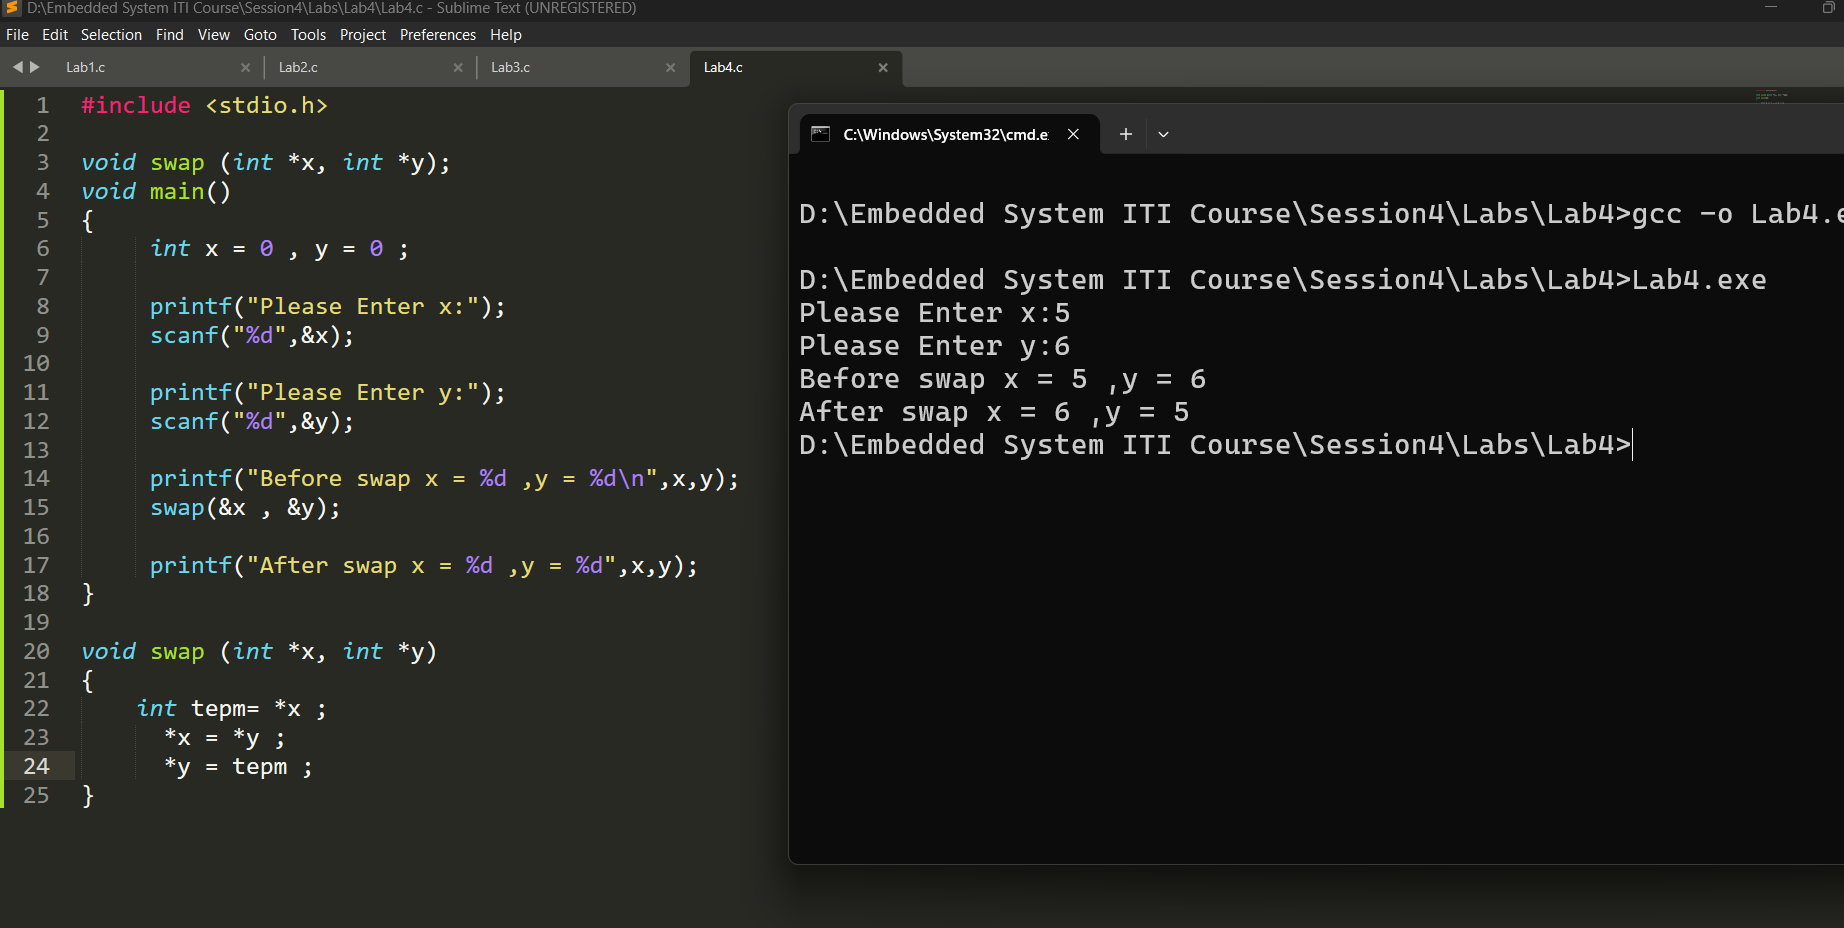 D:\Embedded System ITI Course\Session4\Labs\Lab4\Lab4.c - Sublime Text (UNREGISTERED)
File Edit Selection Find View Goto Tools Project Preferences Help
Lab1.c Lab2.c Lab3.c Lab4.c
1 #include <stdio.h>
2
3 void swap (int *x, int *y);
4 void main()
5 {
6 int x = 0 , y = 0 ;
7
8 printf("Please Enter x:");
9 scanf("%d",&x);
10
11 printf("Please Enter y:");
12 scanf("%d",&y);
13
14 printf("Before swap x = %d ,y = %d\n",x,y);
15 swap(&x , &y);
16
17 printf("After swap x = %d ,y = %d",x,y);
18 }
19
20 void swap (int *x, int *y)
21 {
22 int tepm= *x ;
23 *x = *y ;
24 *y = tepm ;
25 }
C:\Windows\System32\cmd.e
D:\Embedded System ITI Course\Session4\Labs\Lab4>gcc -o Lab4.e
D:\Embedded System ITI Course\Session4\Labs\Lab4>Lab4.exe
Please Enter x:5
Please Enter y:6
Before swap x = 5 ,y = 6
After swap x = 6 ,y = 5
D:\Embedded System ITI Course\Session4\Labs\Lab4>